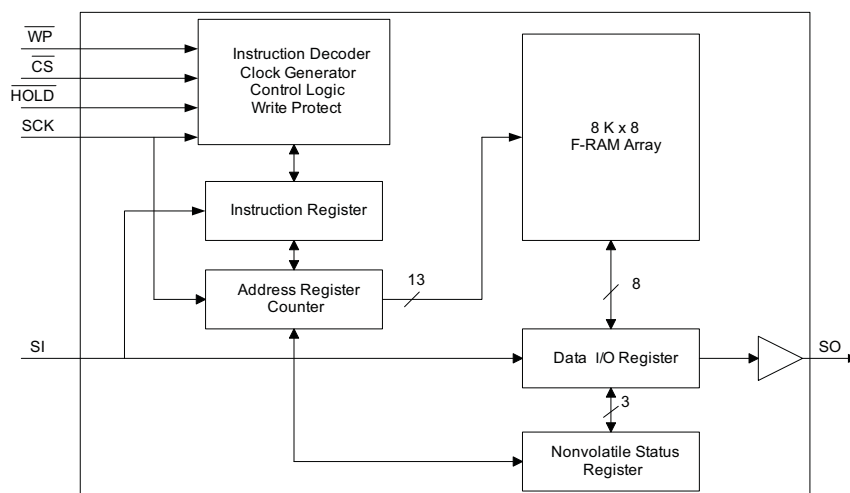 WP
CS
HOLD
SCK
Instruction Decoder
Clock Generator
Control Logic
Write Protect
8 K x 8
F-RAM Array
Instruction Register
Address Register
Counter
13
8
SI
Data I/O Register
SO
3
Nonvolatile Status
Register